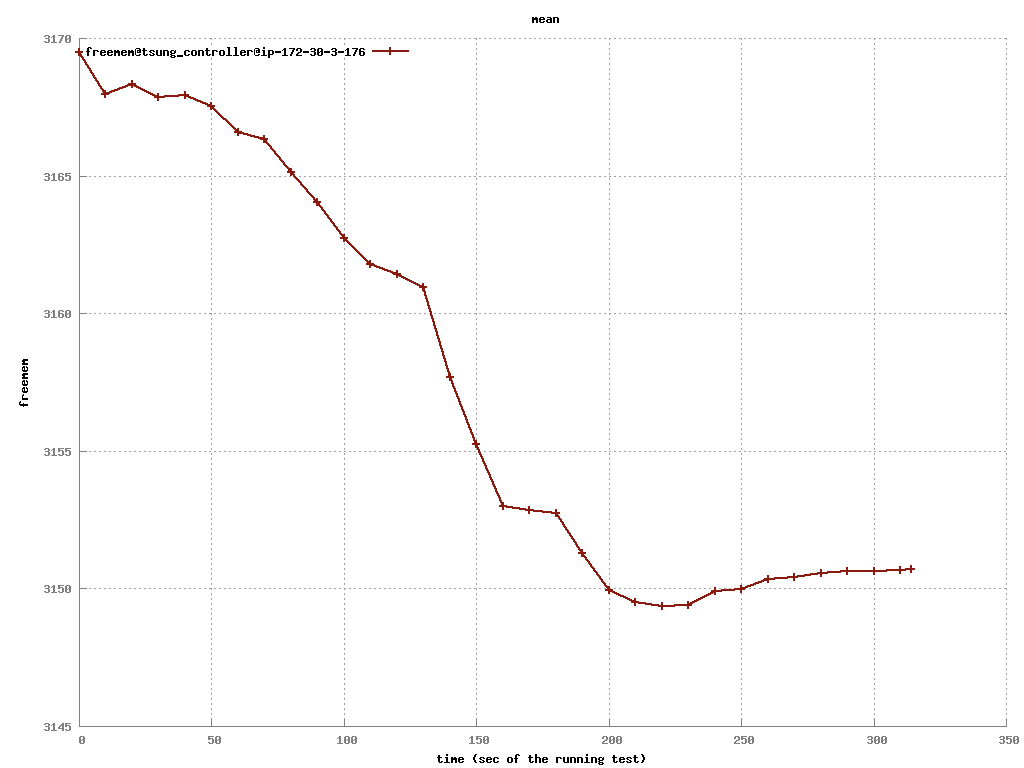 mean
3170
freemem@tsung_controller@ip-172-30-3-176
3165
3160
freemem
3155
3150
3145
0 50 100 150 200 250 300 350
time (sec of the running test)